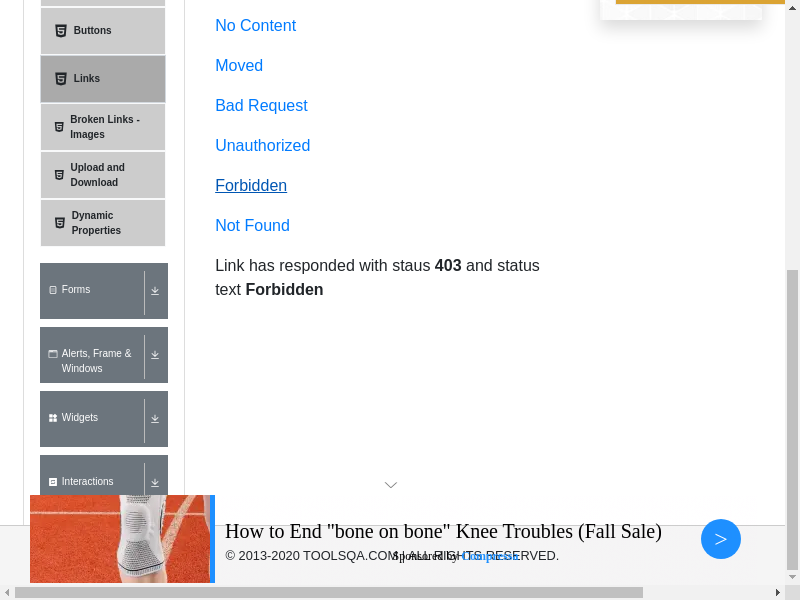 Buttons
Links
Broken Links -
Images
Upload and
Download
Dynamic
Properties
Forms
Alerts, Frame &
Windows
Widgets
Interactions
No Content
Moved
Bad Request
Unauthorized
Forbidden
Not Found
Link has responded with staus 403 and status
text Forbidden
How to End "bone on bone" Knee Troubles (Fall Sale)
>
© 2013-2020 TOOLSQA.COM | ALL RIGHTS RESERVED.
Sponsored by